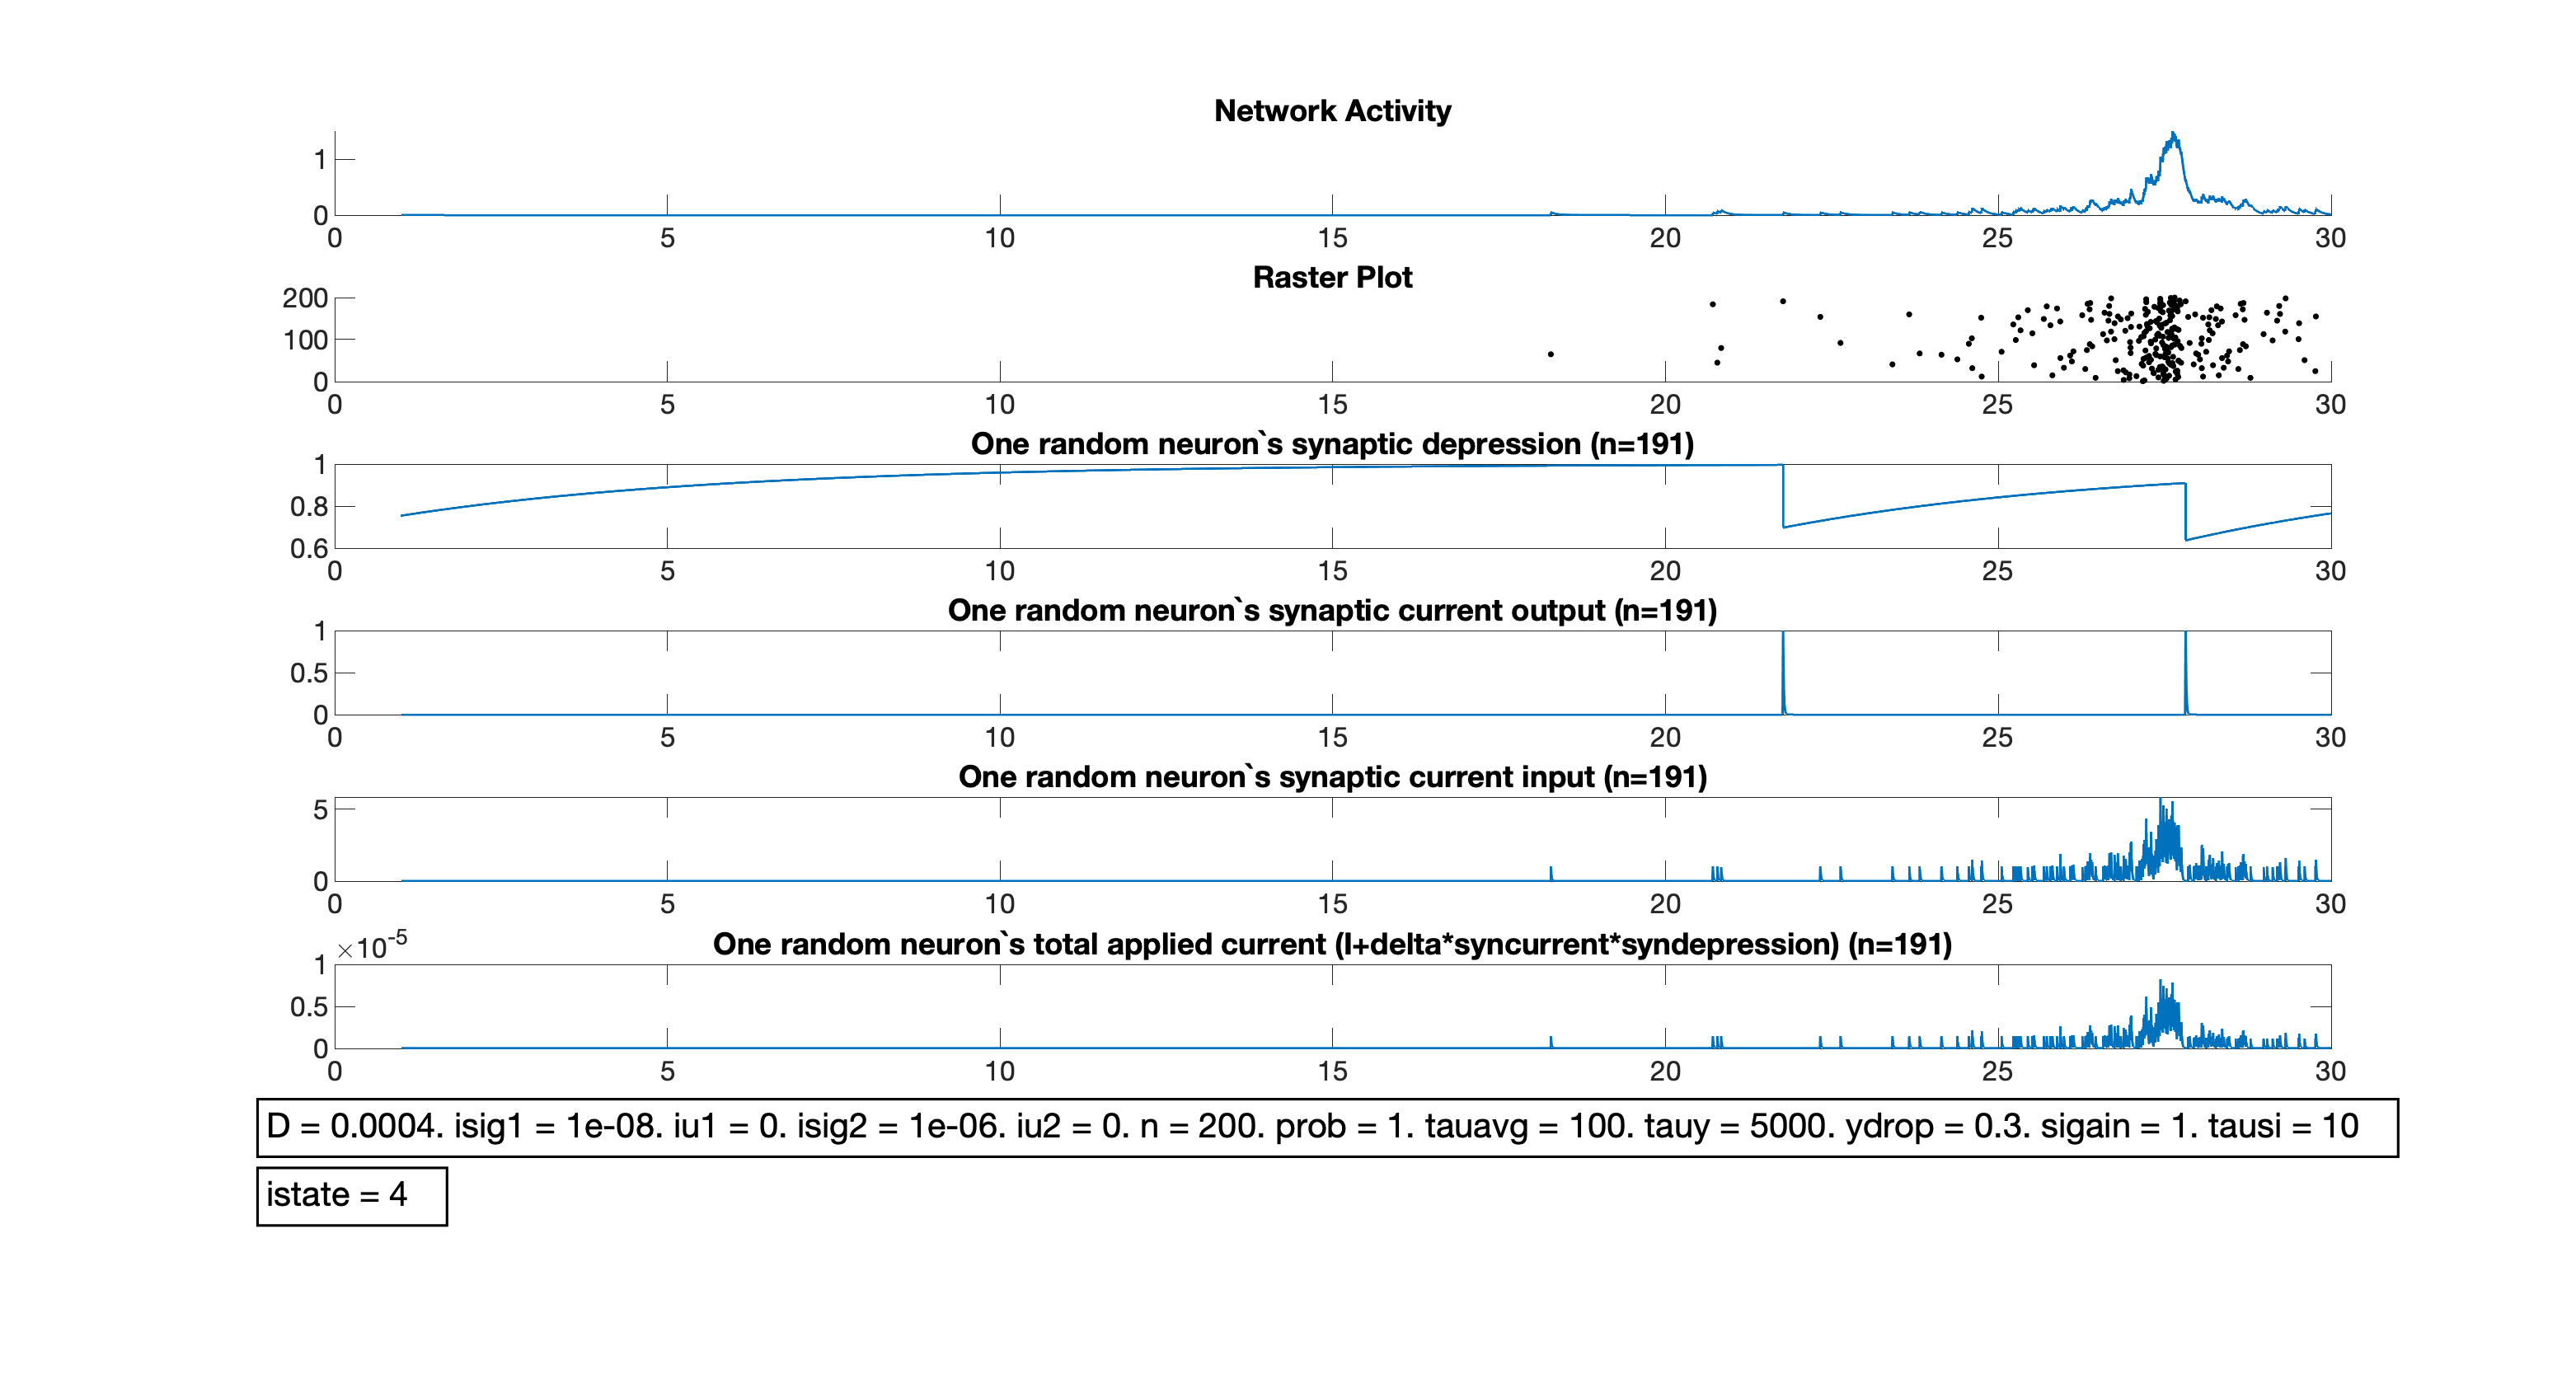 Network Activity
1
0
0 5 10 15 20 25 30
Raster Plot
200
100
0
0 5 10 15 20 25 30
One random neuron`s synaptic depression (n=191)
1
0.8
0.6
0 5 10 15 20 25 30
One random neuron`s synaptic current output (n=191)
1
0.5
0
0 5 10 15 20 25 30
One random neuron`s synaptic current input (n=191)
5
0
0 5 10 15 20 25 30
×10⁻⁵
One random neuron`s total applied current (I+delta*syncurrent*syndepression) (n=191)
1
0.5
0
0 5 10 15 20 25 30
D = 0.0004. isig1 = 1e-08. iu1 = 0. isig2 = 1e-06. iu2 = 0. n = 200. prob = 1. tauavg = 100. tauy = 5000. ydrop = 0.3. sigain = 1. tausi = 10
istate = 4